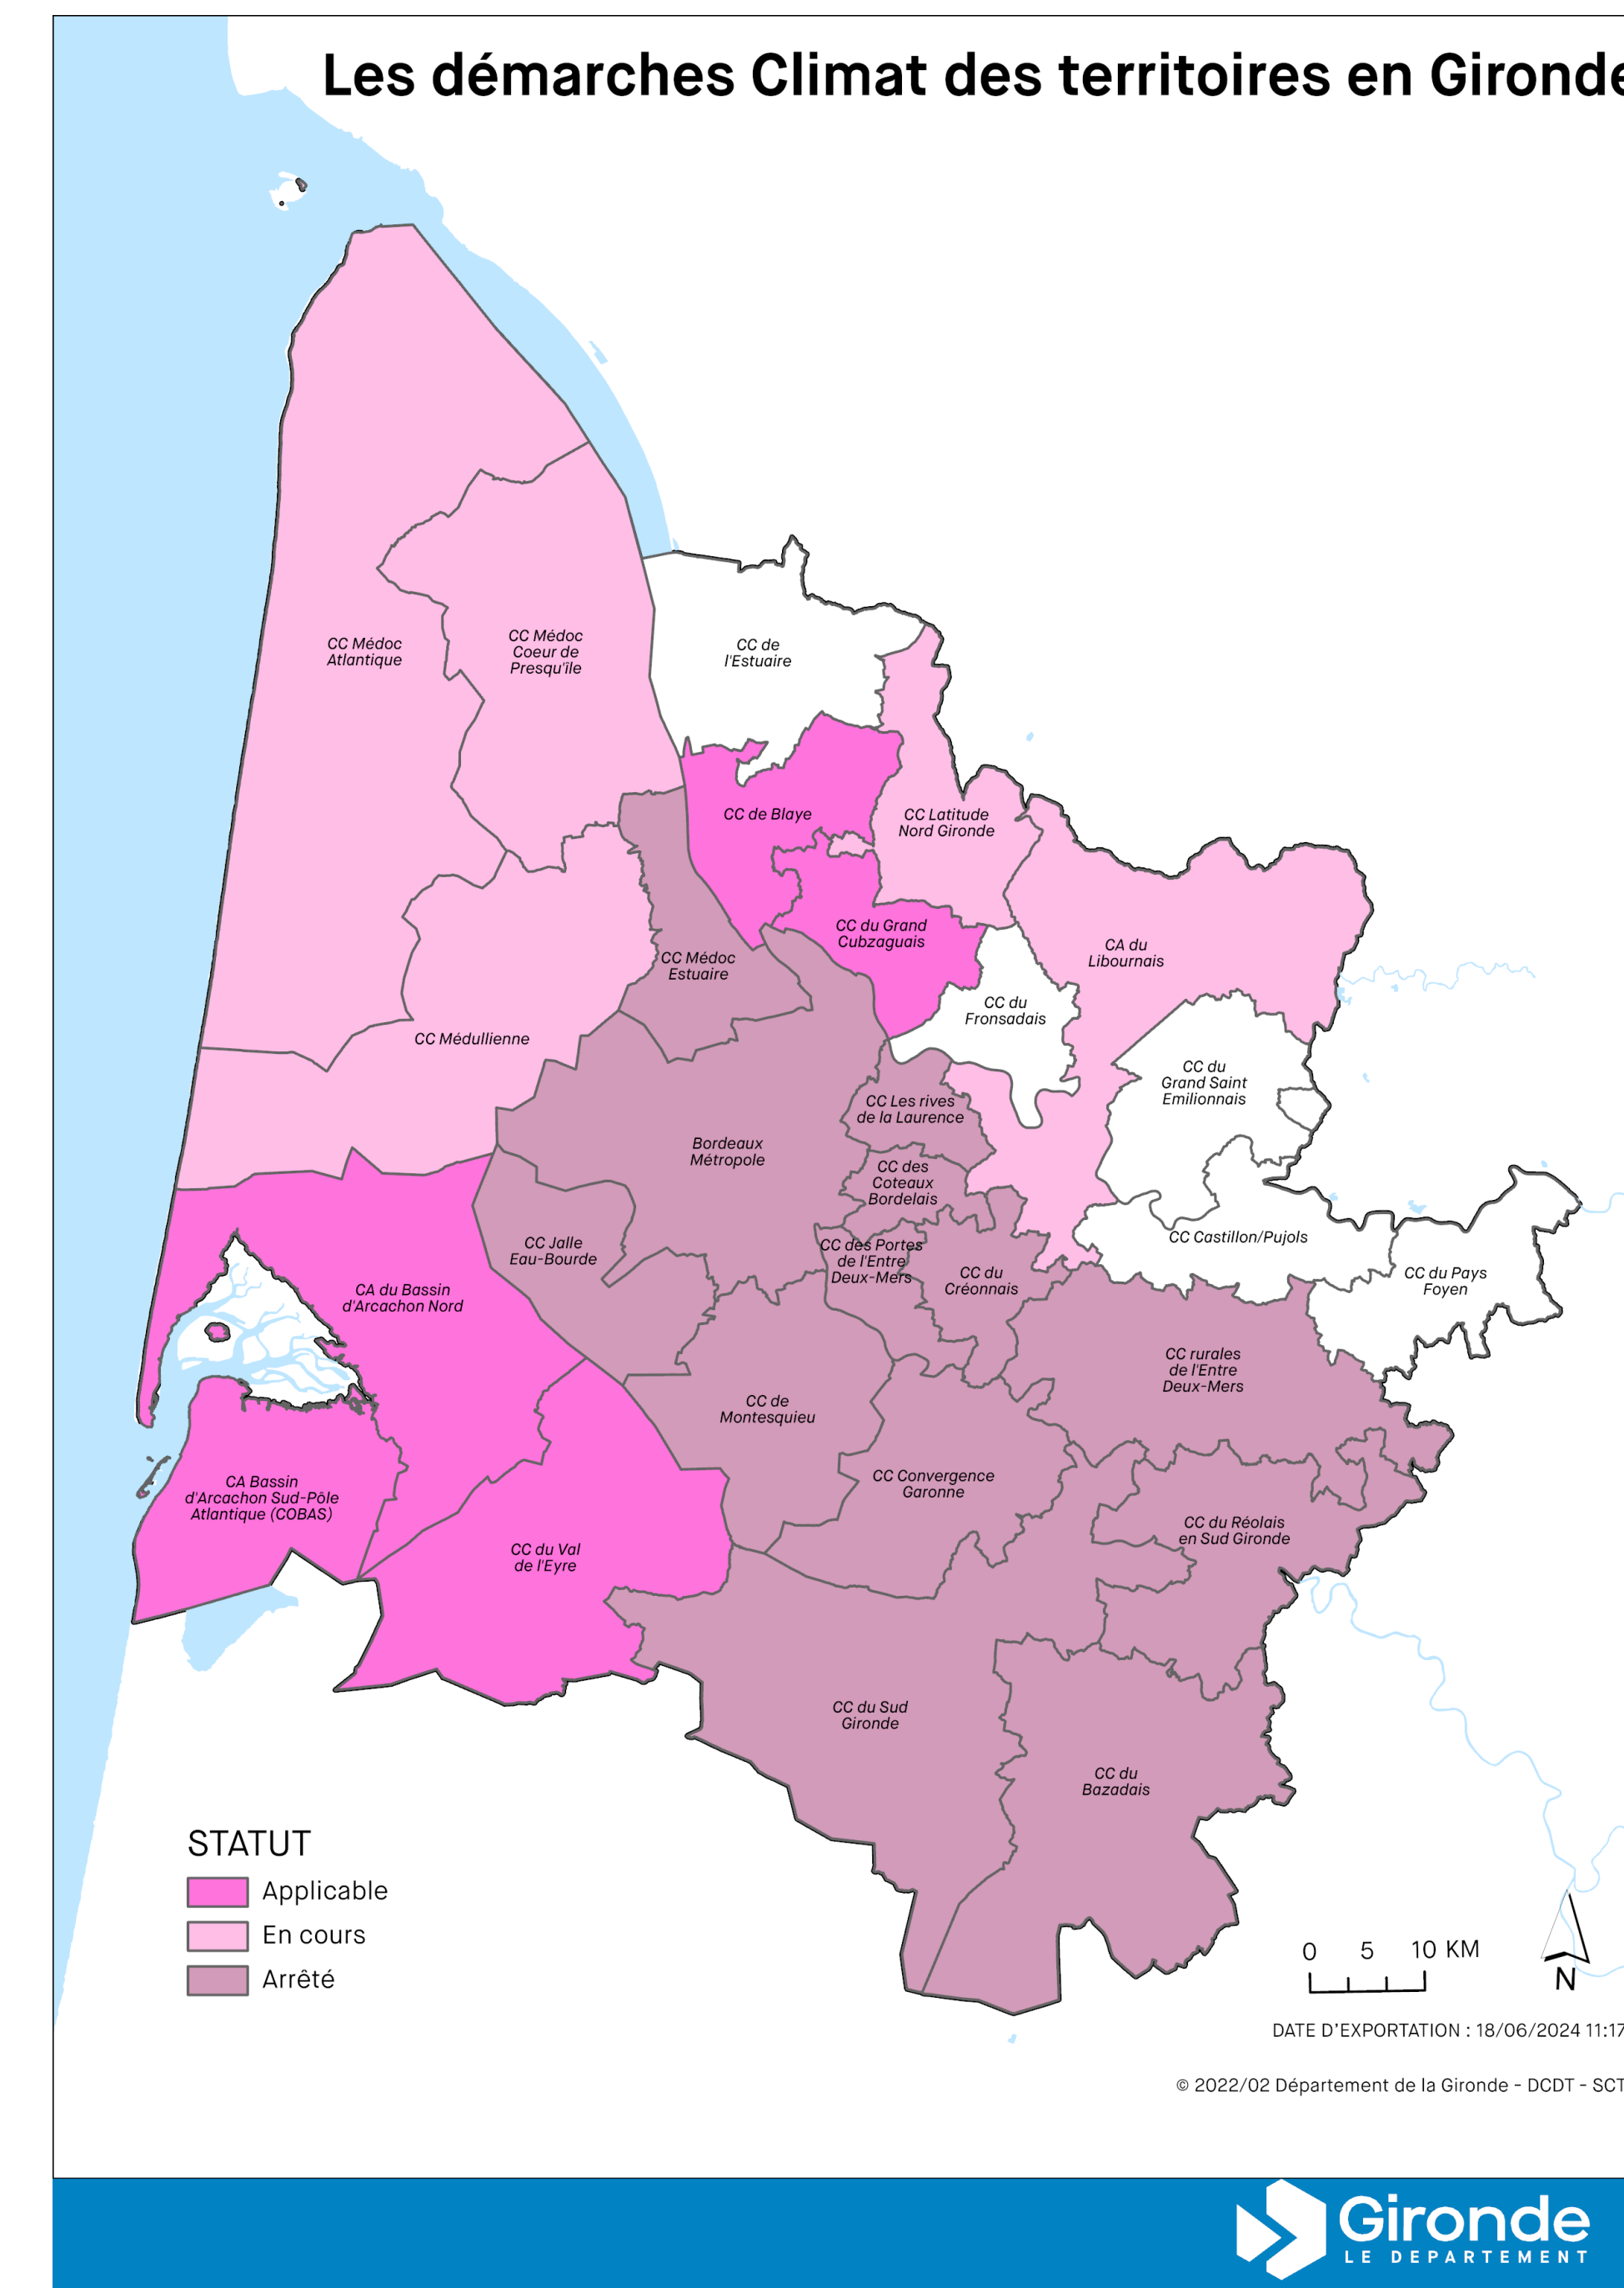 Les démarches Climat des territoires en Gironde
CC Médoc
Atlantique
CC Médoc
Coeur de
Presqu'île
CC de
l'Estuaire
CC de Blaye
CC Latitude
Nord Gironde
CC du Grand
Cubzaguais
CA du
Libournais
CC Médoc
Estuaire
CC du
Fronsadais
CC Médullienne
CC du
Grand Saint
Emilionnais
CC Les rives
de la Laurence
Bordeaux
Métropole
CC des
Coteaux
Bordelais
CC Castillon/Pujols
CC Jalle
Eau-Bourde
CC des Portes
de l'Entre
Deux-Mers
CC du
Créonnais
CC du Pays
Foyen
CA du Bassin
d'Arcachon Nord
CC rurales
de l'Entre
Deux-Mers
CC de
Montesquieu
CC Convergence
Garonne
CA Bassin
d'Arcachon Sud-Pôle
Atlantique (COBAS)
CC du Réolais
en Sud Gironde
CC du Val
de l'Eyre
CC du Sud
Gironde
CC du
Bazadais
STATUT
Applicable
En cours
Arrêté
0 5 10 KM
N
DATE D'EXPORTATION : 18/06/2024 11:17
© 2022/02 Département de la Gironde - DCDT - SCT
Gironde
LE DEPARTEMENT